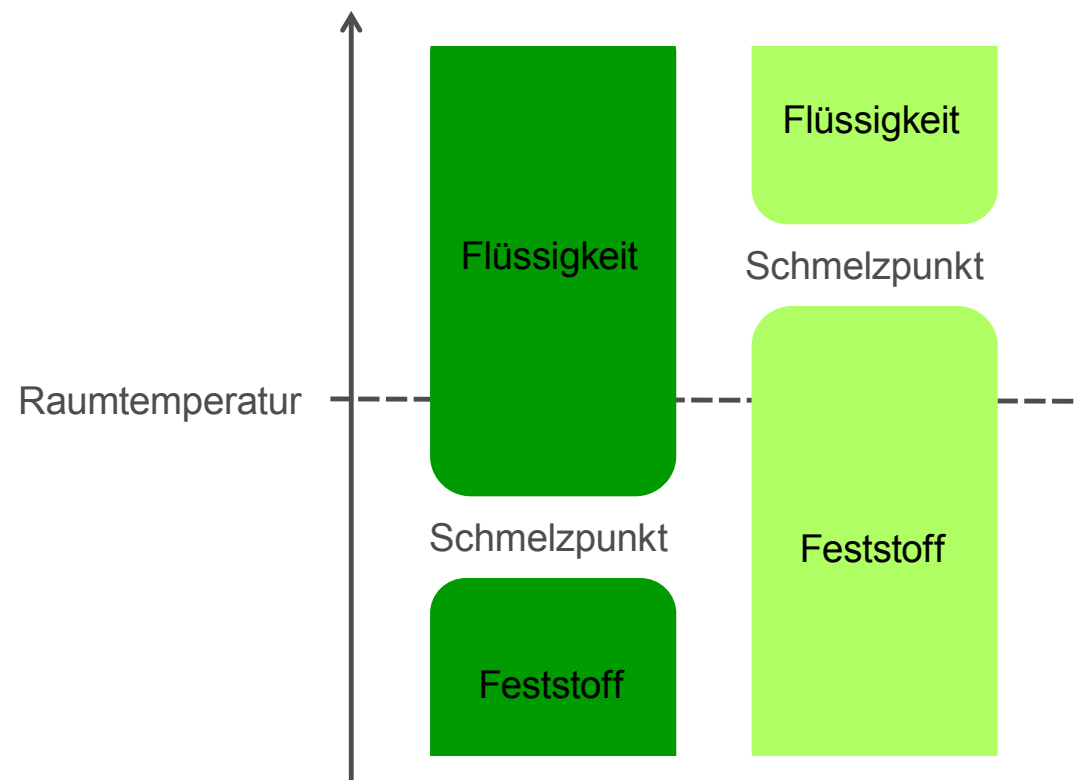 Flüssigkeit
Flüssigkeit
Schmelzpunkt
Raumtemperatur
Schmelzpunkt
Feststoff
Feststoff